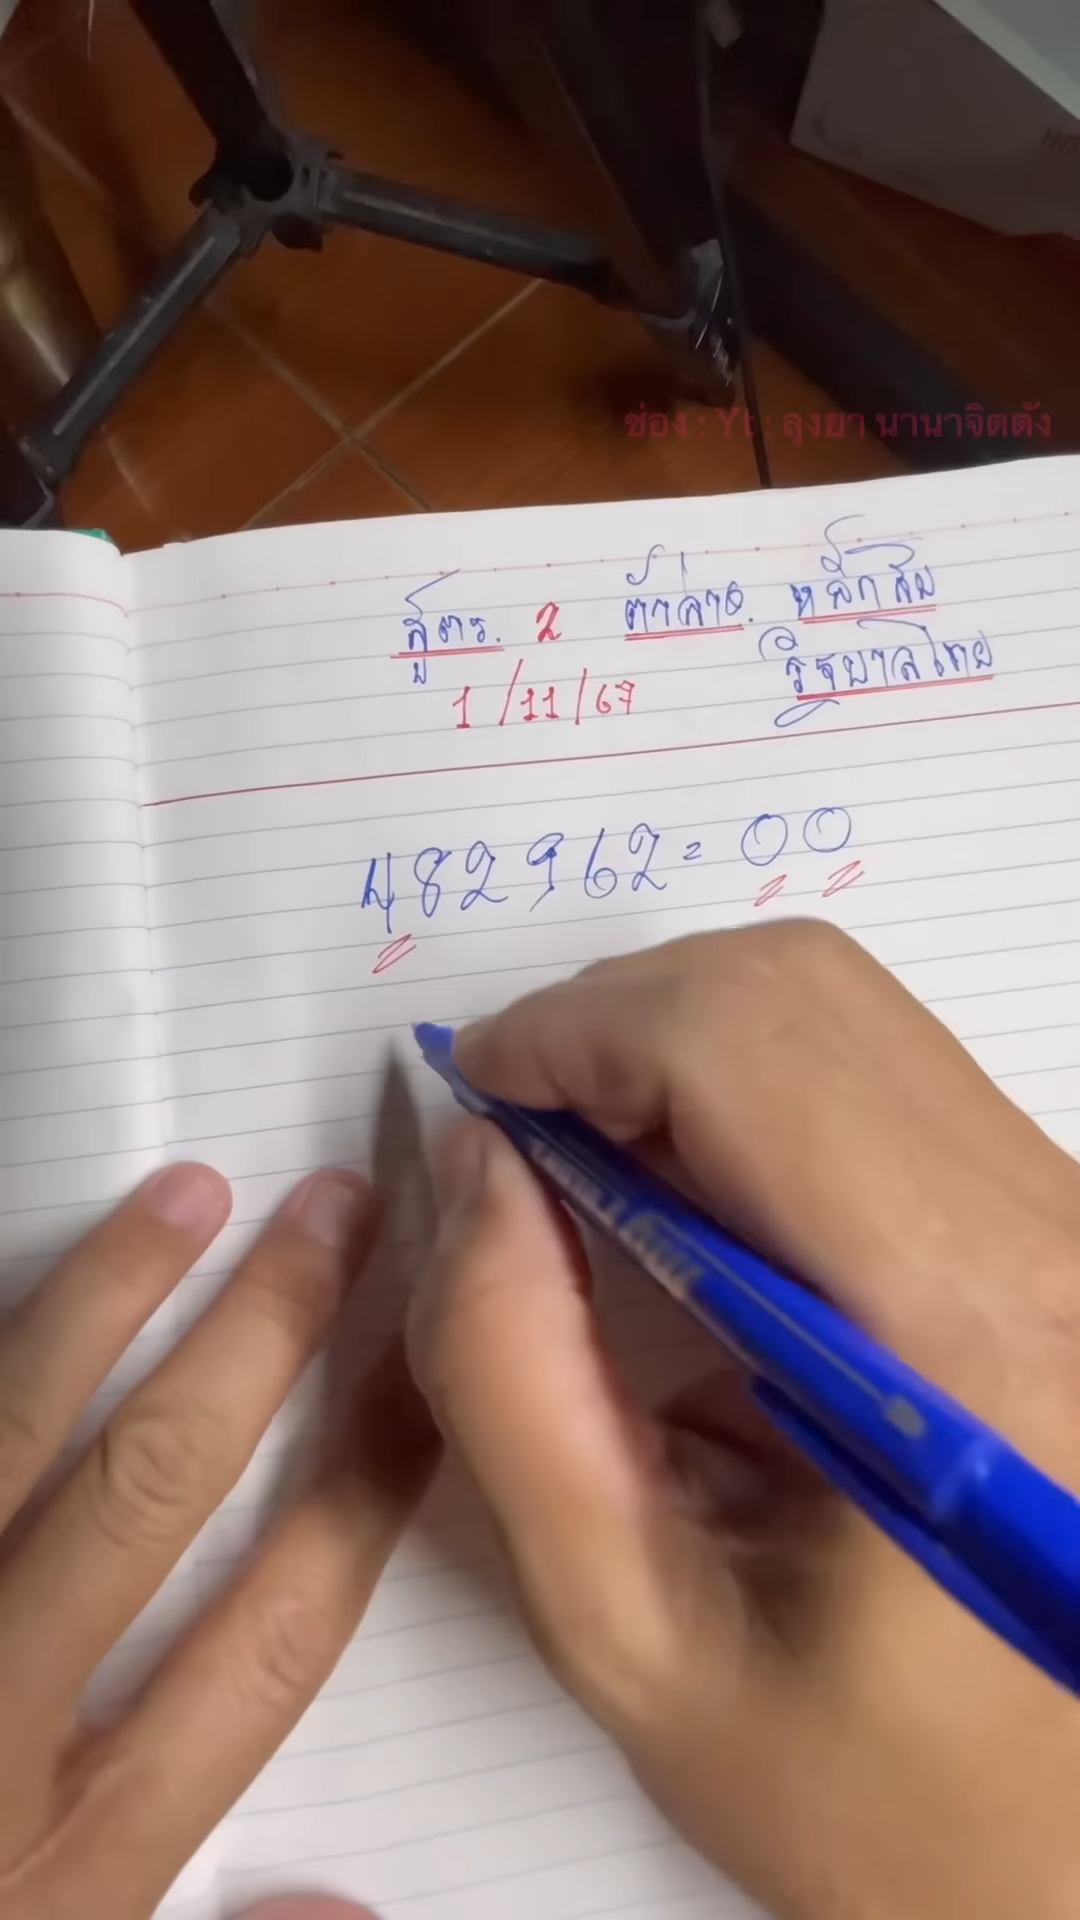 ช่อง : Yt : ลุงยา นานาจิตตัง
สูตร. 2 ตัวล่าง. หลักสิบ
รัฐบาลไทย
1/11/67
482962 = 00